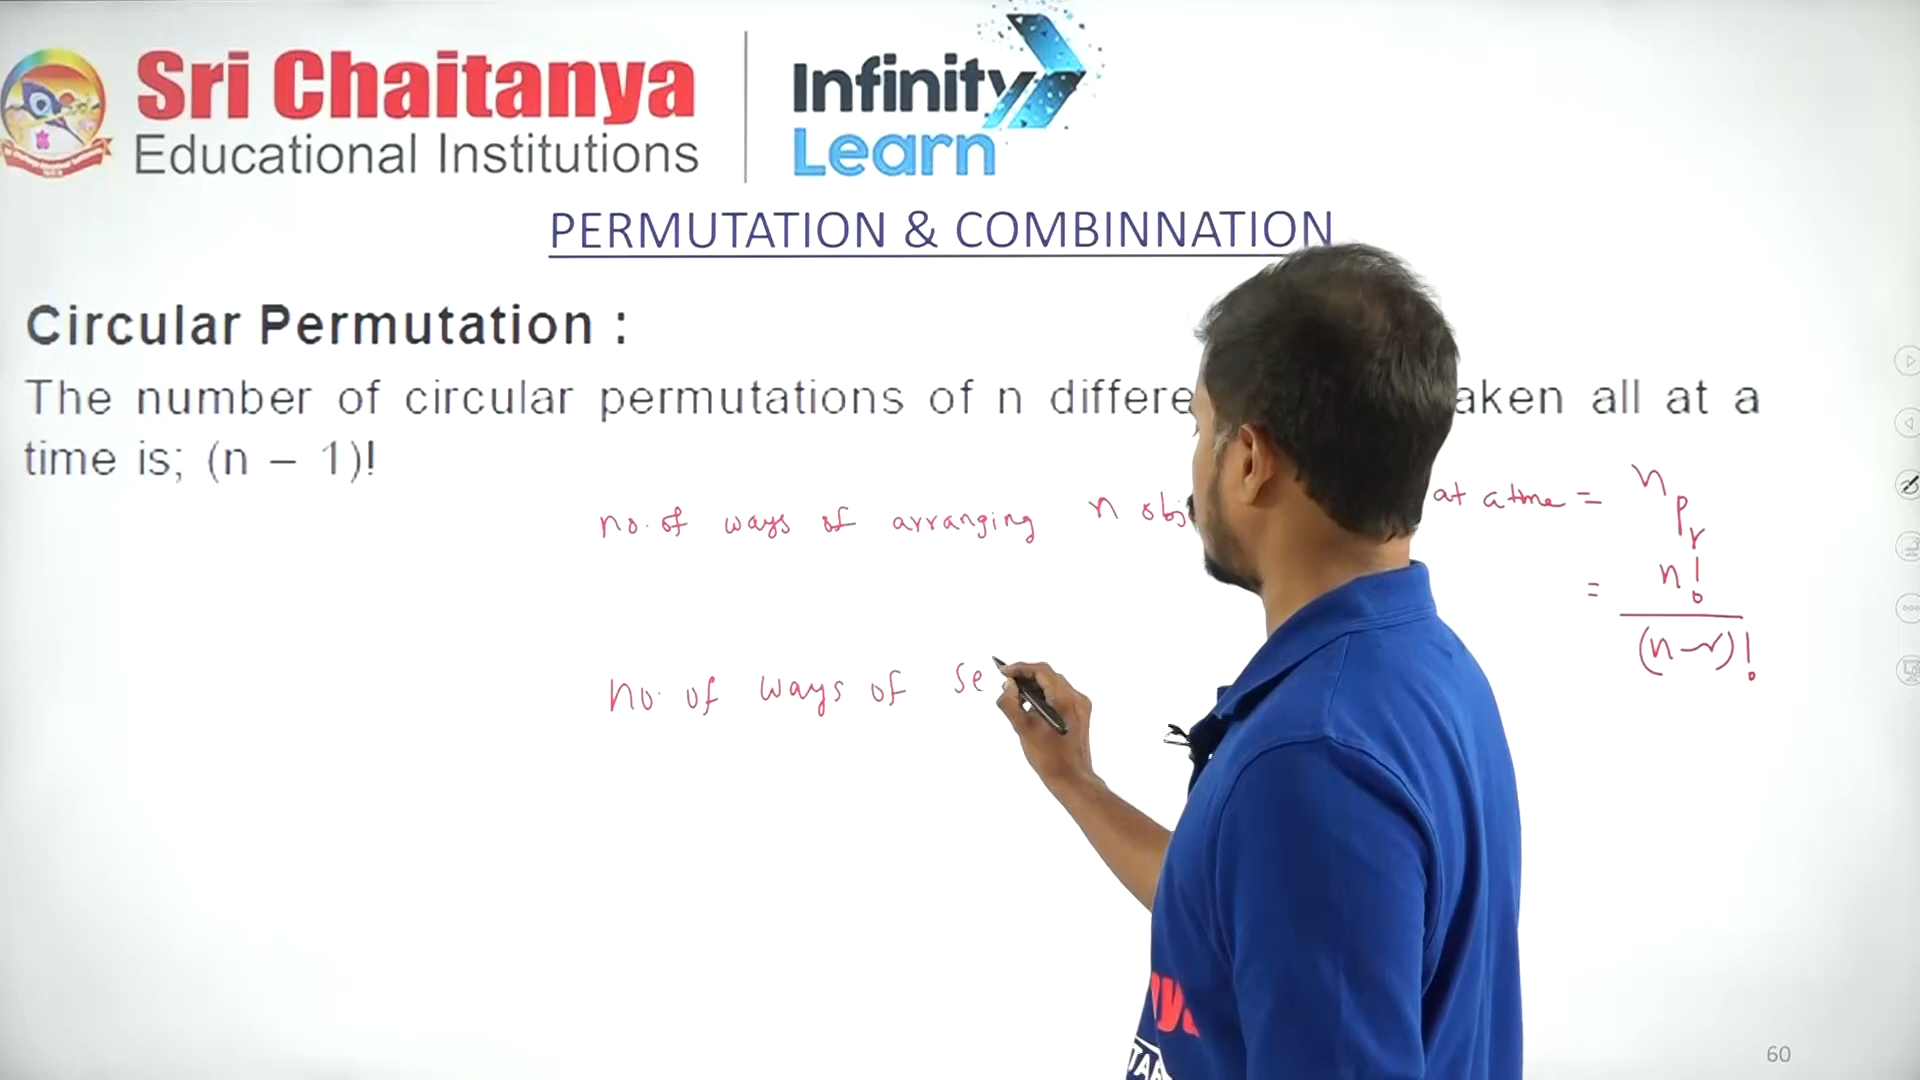 Sri Chaitanya
Educational Institutions
Infinity
Learn
PERMUTATION & COMBINNATION
Circular Permutation :
The number of circular permutations of n differe aken all at a
time is; (n – 1)!
no. of ways of arranging n obj at a time = nPr
= n!
(n-r)!
no. of ways of se
60